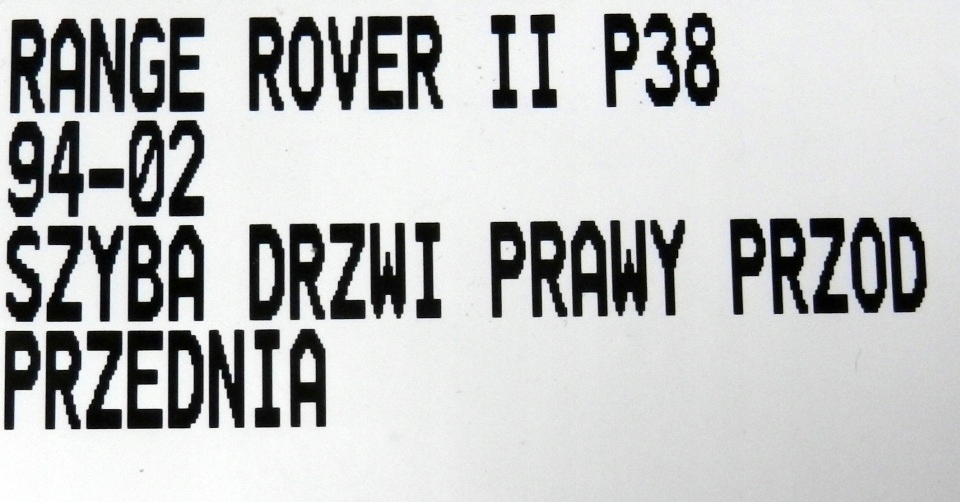 RANGE ROVER II P38
94-02
SZYBA DRZWI PRAWY PRZOD
PRZEDNIA